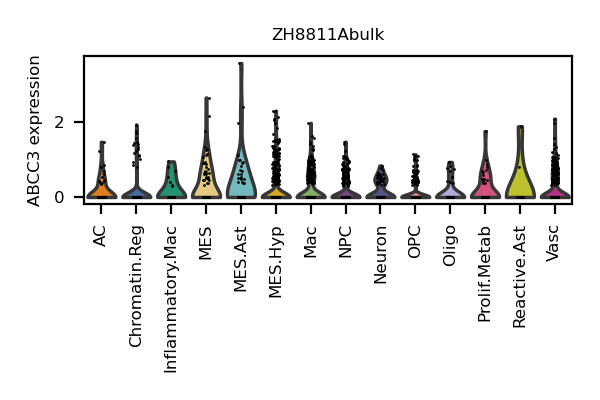 ZH8811Abulk
ABCC3 expression
2
0
AC
Chromatin.Reg
Inflammatory.Mac
MES
MES.Ast
MES.Hyp
Mac
NPC
Neuron
OPC
Oligo
Prolif.Metab
Reactive.Ast
Vasc